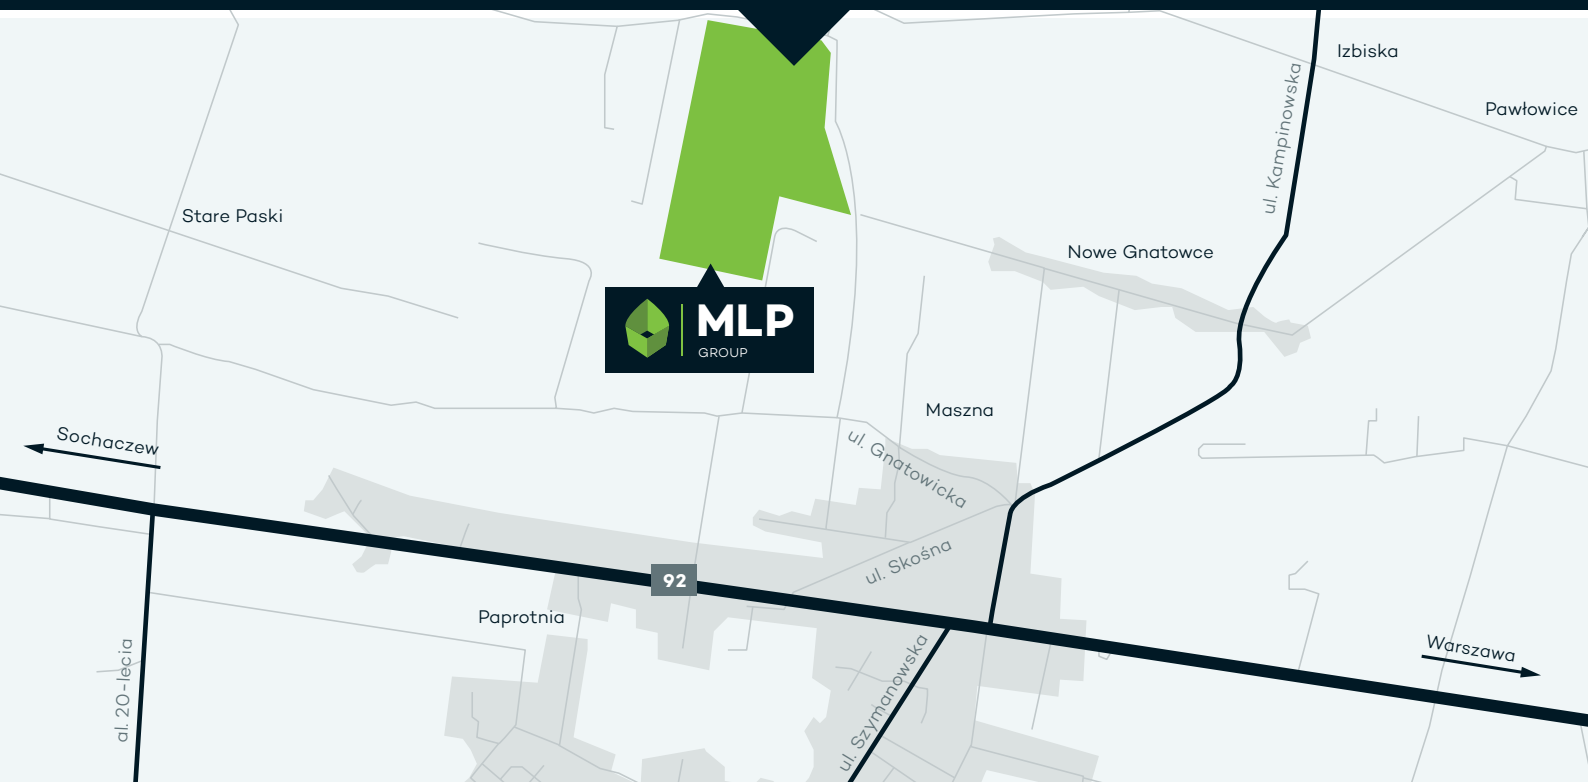 Izbiska
ul. Kampinowska
Pawłowice
Stare Paski
Nowe Gnatowce
MLP
GROUP
Maszna
Sochaczew
ul. Gnatowicka
ul. Skośna
92
Paprotnia
al. 20-lecia
ul. Szymanowska
Warszawa